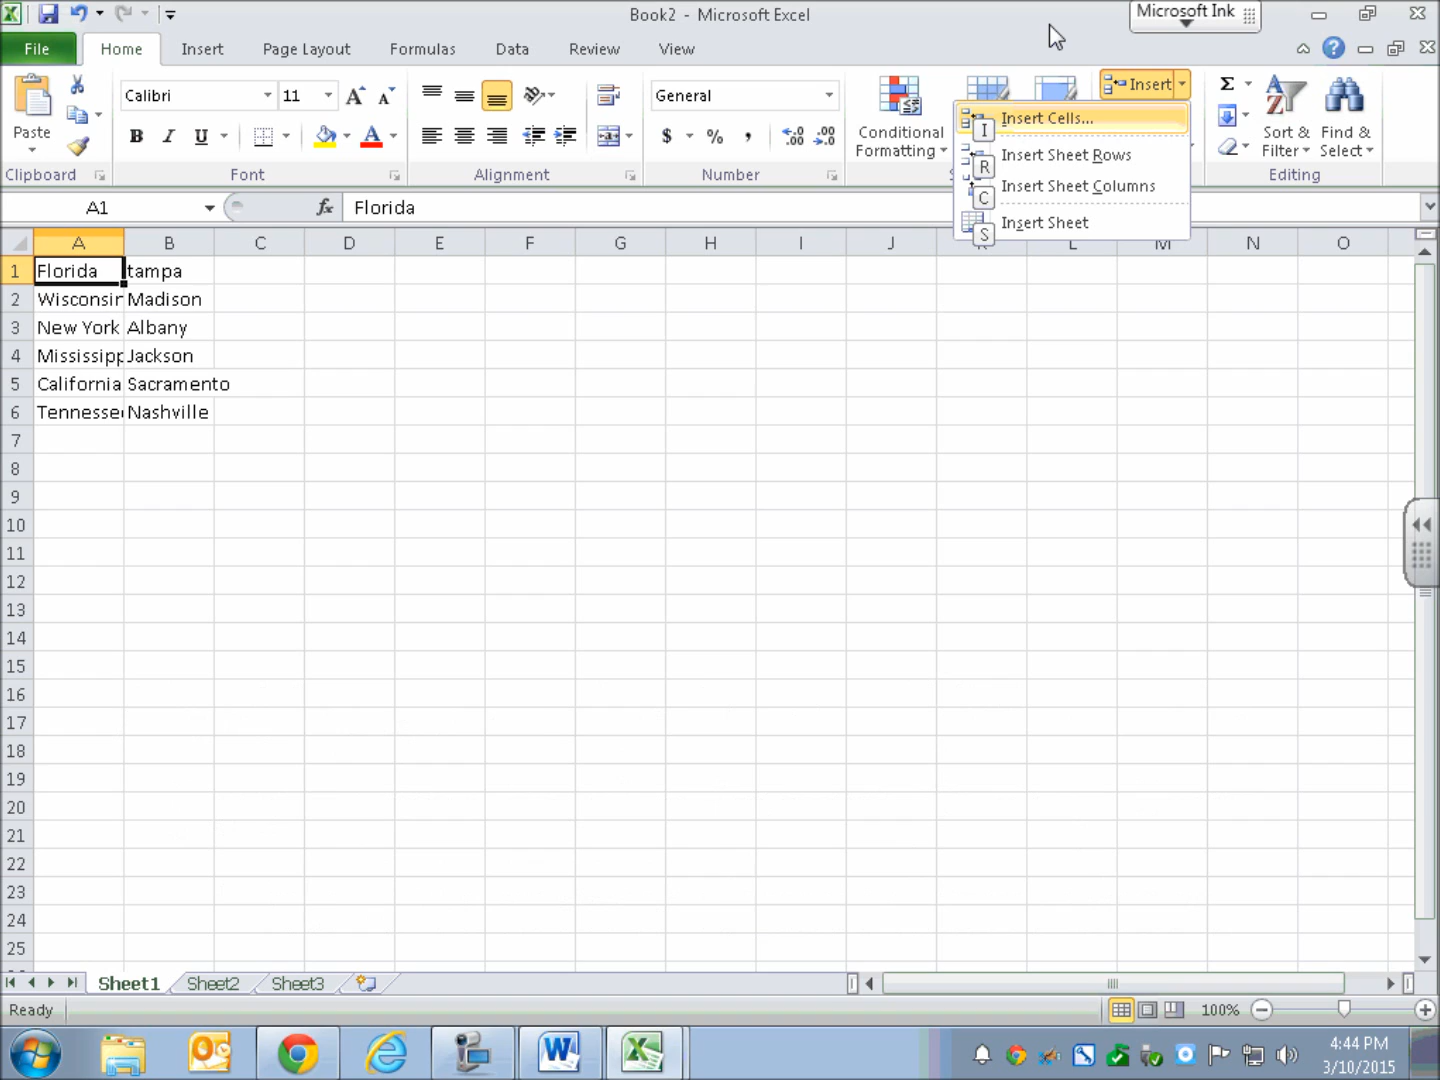 Book2 - Microsoft Excel
Microsoft Ink
File Home Insert Page Layout Formulas Data Review View
Paste
Clipboard
Calibri 11
B I U A
Font
Alignment
General
$ % ,
Number
Conditional Formatting
Insert
Insert Cells...
I
Insert Sheet Rows
R
Insert Sheet Columns
C
Insert Sheet
S
Σ
Sort & Filter
Find & Select
Editing
A1 fx Florida
A B C D E F G H I J K L M N O
1 Florida tampa
2 Wisconsin Madison
3 New York Albany
4 Mississipp Jackson
5 California Sacramento
6 Tennessee Nashville
7
8
9
10
11
12
13
14
15
16
17
18
19
20
21
22
23
24
25
Sheet1 Sheet2 Sheet3
Ready 100%
4:44 PM
3/10/2015